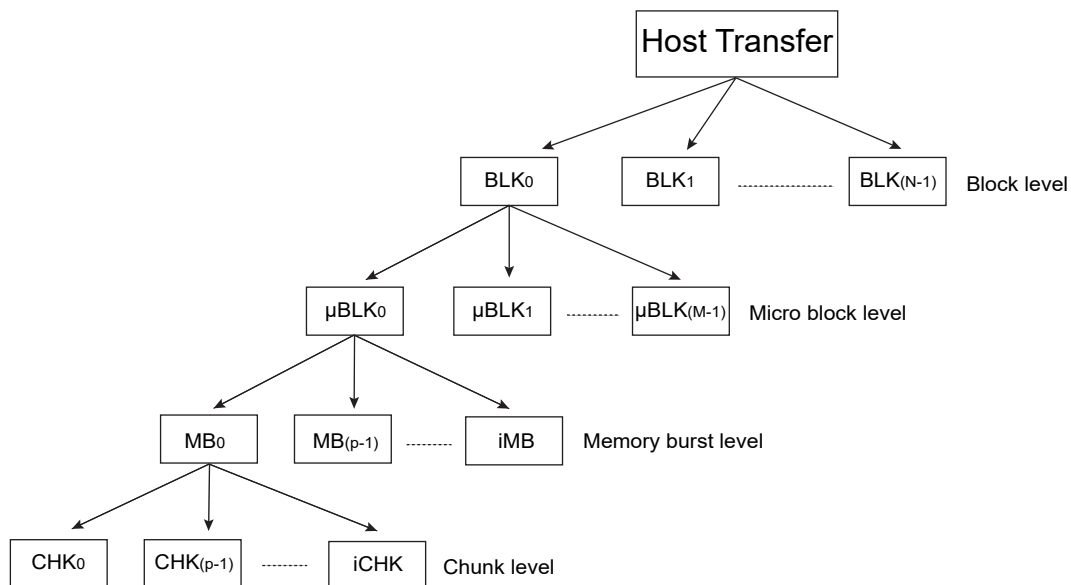 Host Transfer
BLK0
BLK1
BLK(N-1)
Block level
µBLK0
µBLK1
µBLK(M-1)
Micro block level
MB0
MB(p-1)
iMB
Memory burst level
CHK0
CHK(p-1)
iCHK
Chunk level